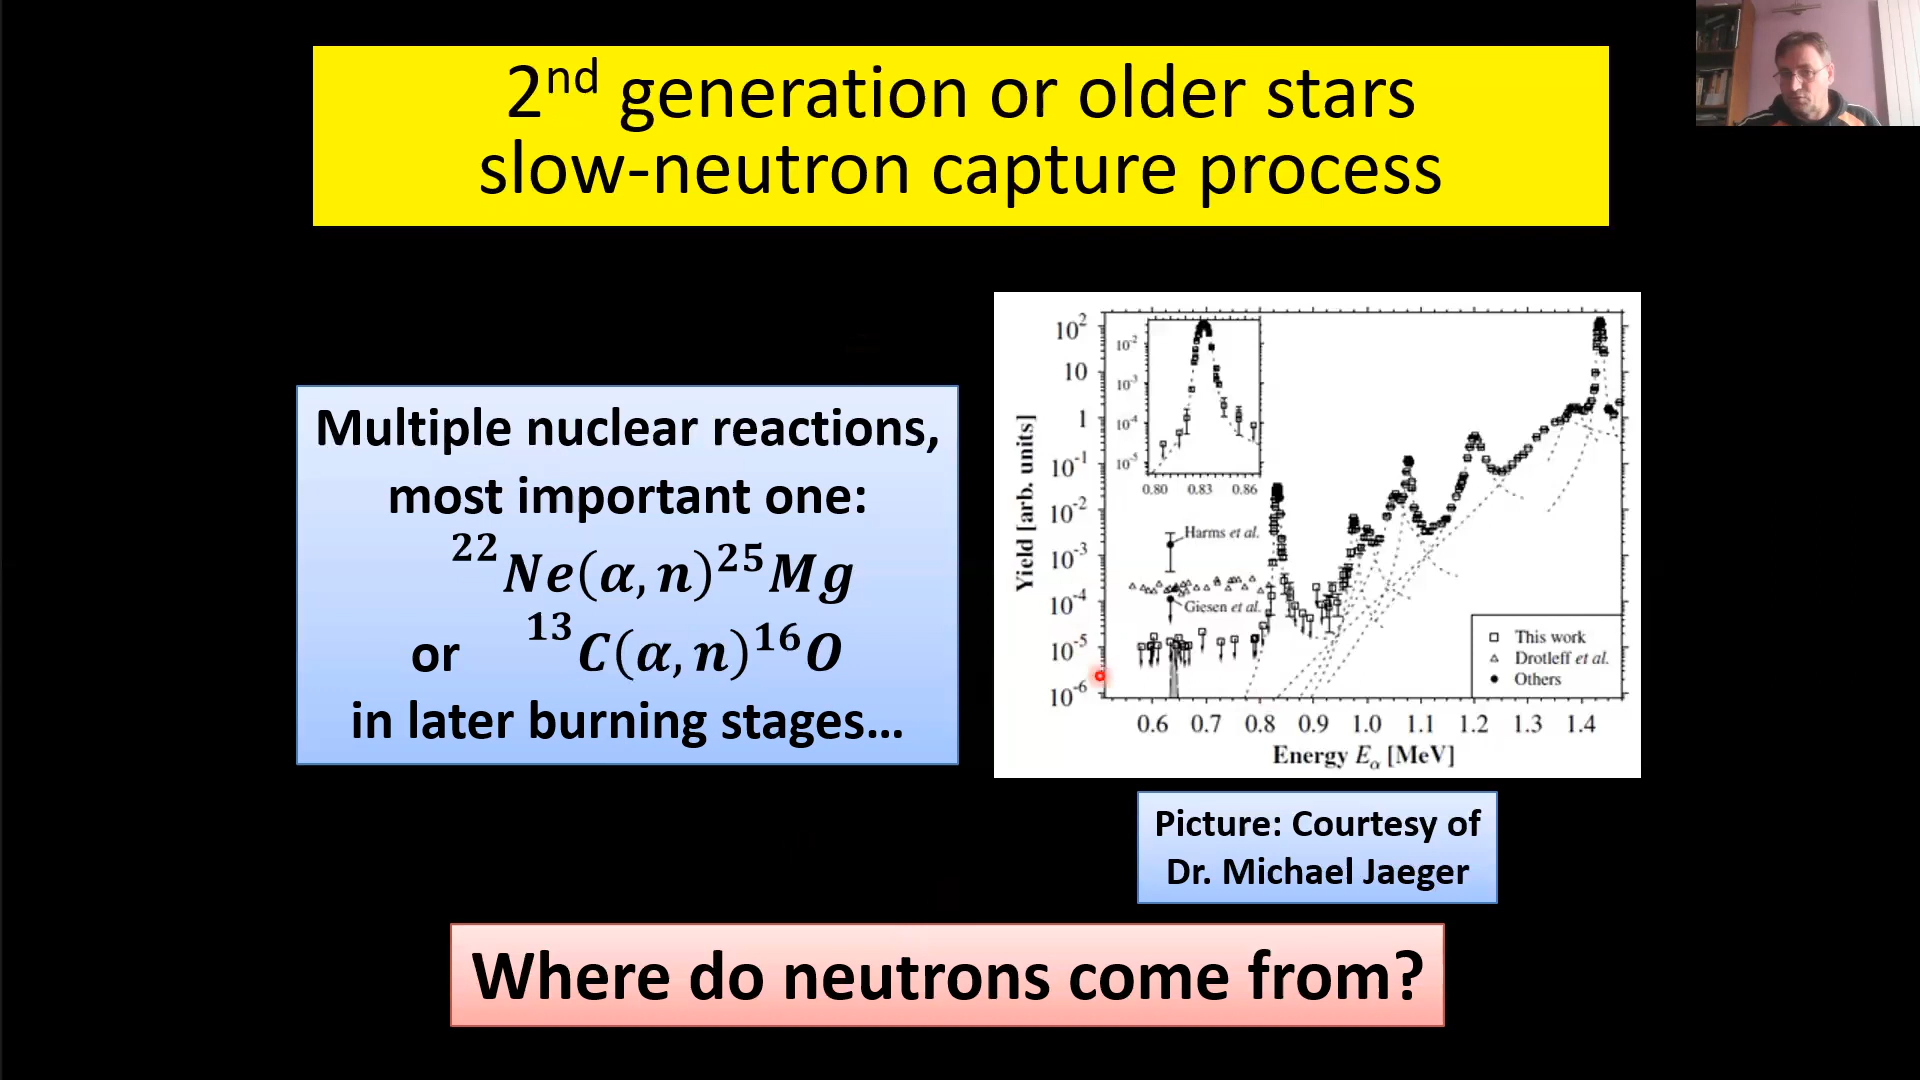 2nd generation or older stars
slow-neutron capture process
Multiple nuclear reactions,
most important one:
²²Ne(α,n)²⁵Mg
or ¹³C(α,n)¹⁶O
in later burning stages...
Yield [arb. units]
10²
10
1
10⁻¹
10⁻²
10⁻³
10⁻⁴
10⁻⁵
10⁻⁶
10⁻²
10⁻³
10⁻⁴
10⁻⁵
0.80 0.83 0.86
Harms et al.
Giesen et al.
This work
Drotleff et al.
Others
0.6 0.7 0.8 0.9 1.0 1.1 1.2 1.3 1.4
Energy Eα [MeV]
Picture: Courtesy of
Dr. Michael Jaeger
Where do neutrons come from?